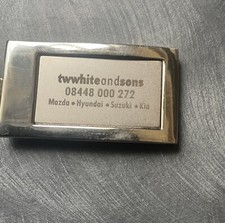 twwhiteandsons
08448 000 272
Mazda • Hyundai • Suzuki • Kia